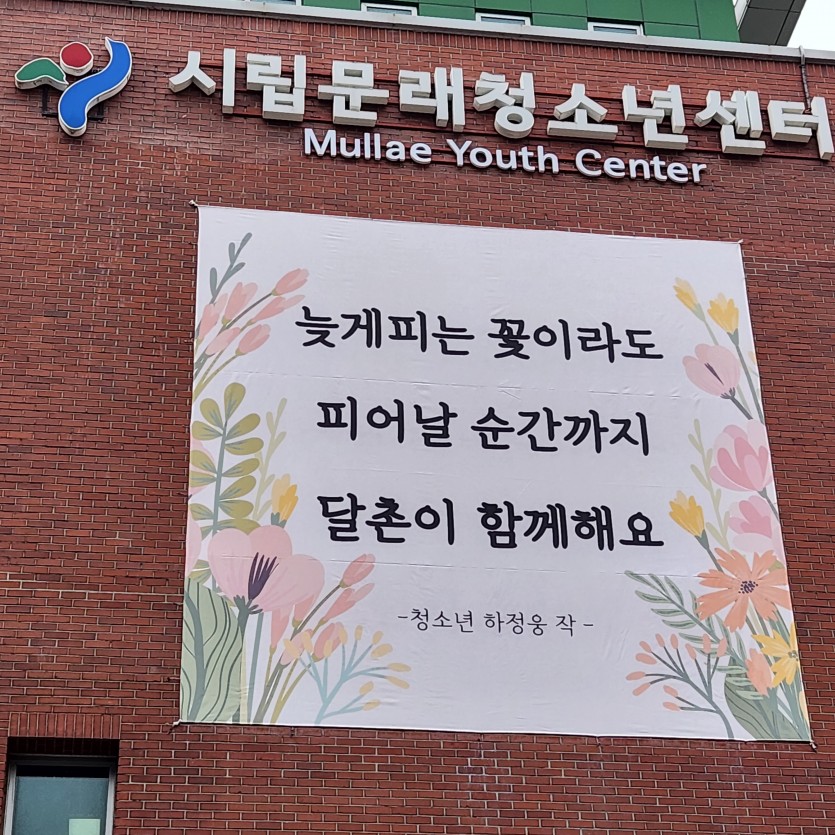 시립문래청소년센터
Mullae Youth Center
늦게피는 꽃이라도
피어날 순간까지
달촌이 함께해요
-청소년 하정웅 작-